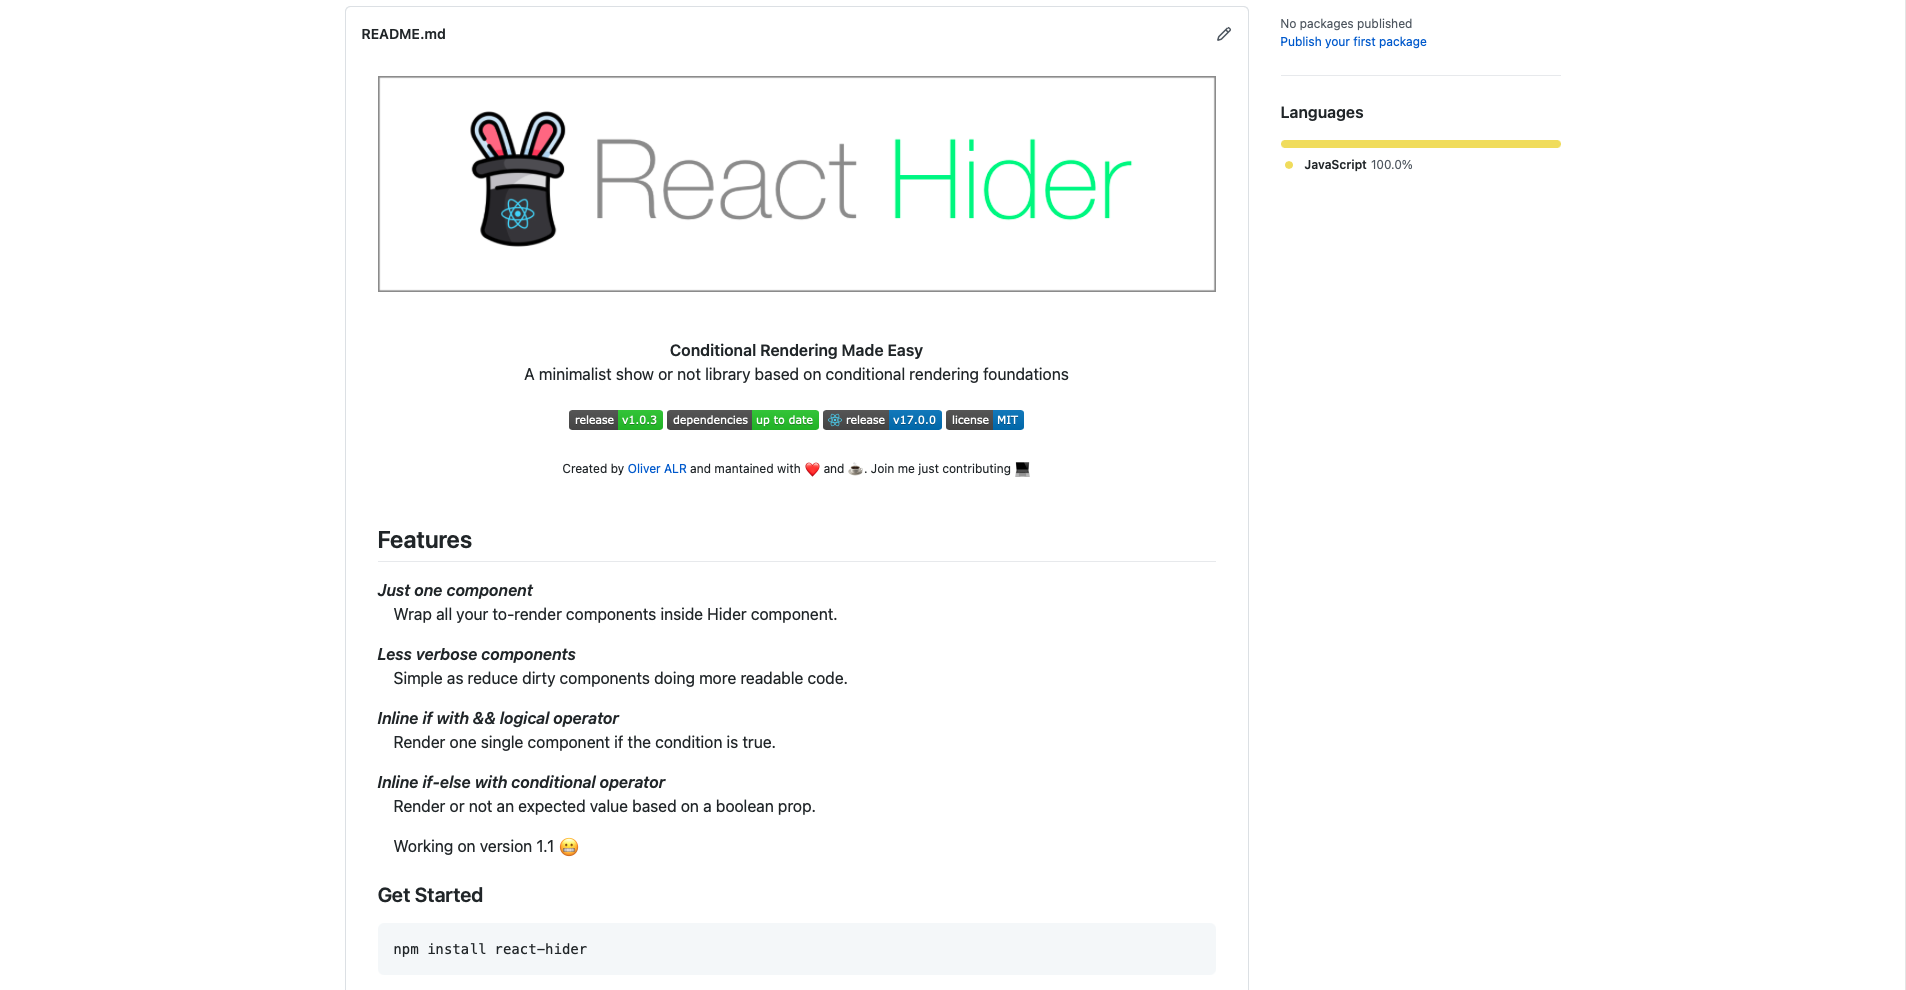 README.md
React Hider
Conditional Rendering Made Easy
A minimalist show or not library based on conditional rendering foundations
release v1.0.3 dependencies up to date release v17.0.0 license MIT
Created by Oliver ALR and mantained with ❤️ and ☕. Join me just contributing 💻
Features
Just one component
Wrap all your to-render components inside Hider component.
Less verbose components
Simple as reduce dirty components doing more readable code.
Inline if with && logical operator
Render one single component if the condition is true.
Inline if-else with conditional operator
Render or not an expected value based on a boolean prop.
Working on version 1.1 😬
Get Started
npm install react-hider
No packages published
Publish your first package
Languages
JavaScript 100.0%